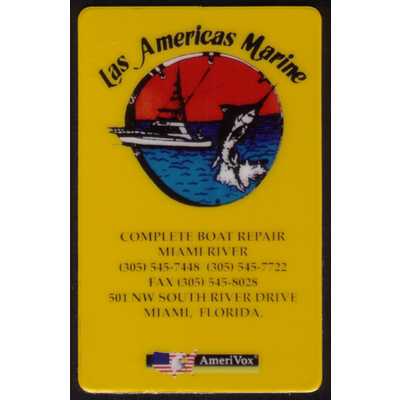 Las Americas Marine
COMPLETE BOAT REPAIR
MIAMI RIVER
(305) 545-7448 (305) 545-7722
FAX (305) 545-8028
501 NW SOUTH RIVER DRIVE
MIAMI, FLORIDA.
AmeriVox